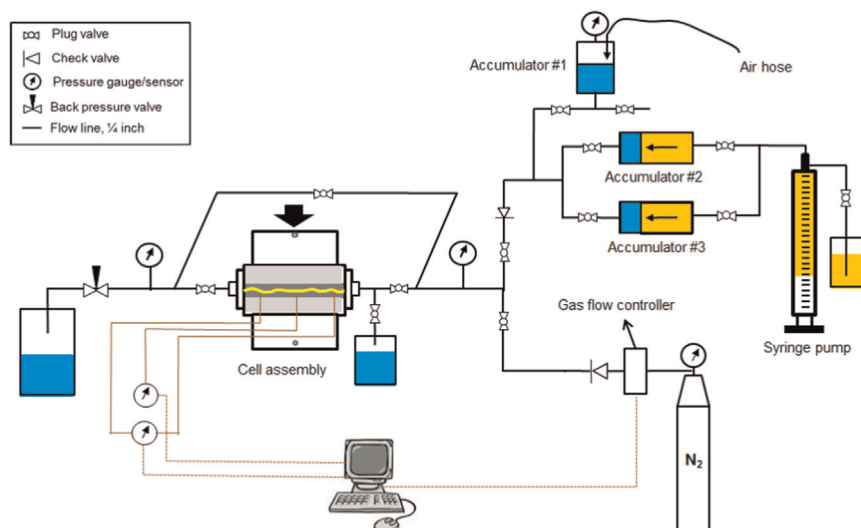 Plug valve
Check valve
Pressure gauge/sensor
Back pressure valve
Flow line, ¼ inch
Accumulator #1
Air hose
Accumulator #2
Accumulator #3
Gas flow controller
Syringe pump
Cell assembly
N₂